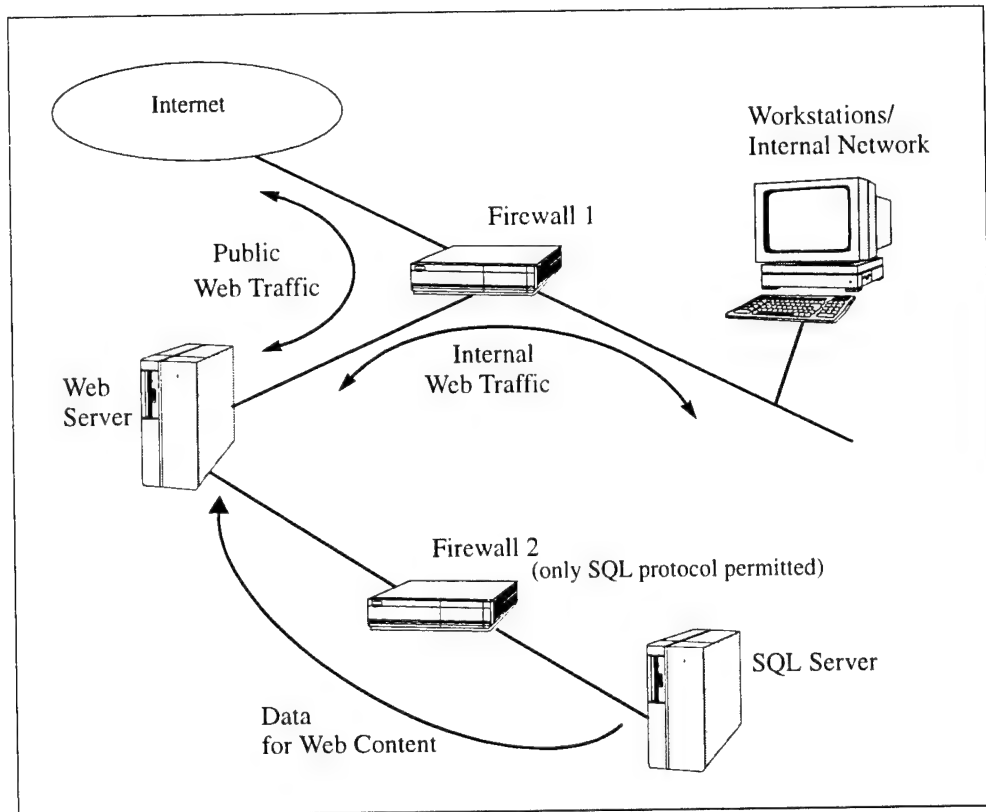 Internet
Workstations/
Internal Network
Firewall 1
Public
Web Traffic
Internal
Web Traffic
Web
Server
Firewall 2
(only SQL protocol permitted)
SQL Server
Data
for Web Content